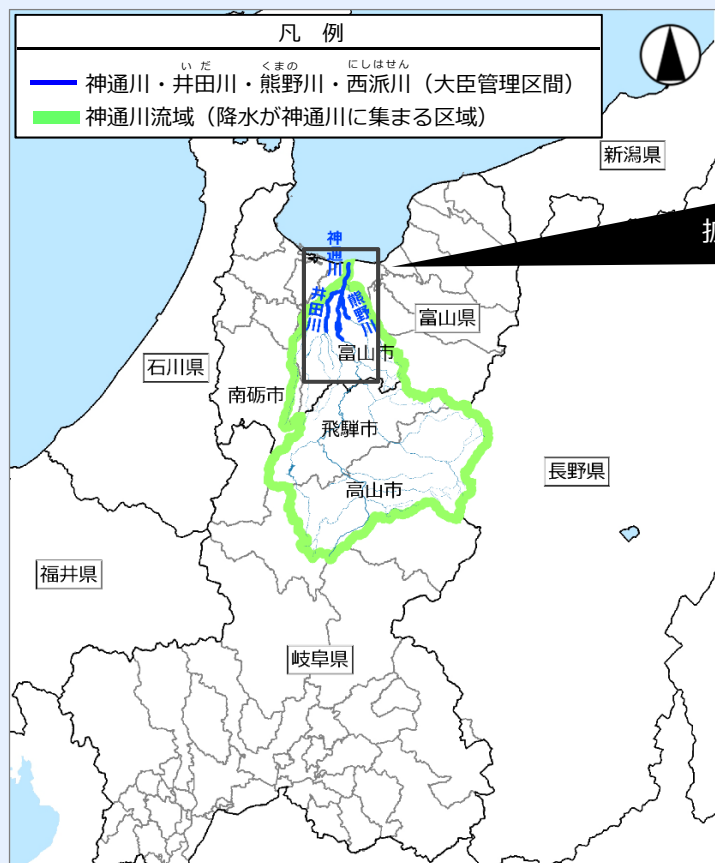 凡 例
いだ くまの にしはせん
神通川・井田川・熊野川・西派川（大臣管理区間）
神通川流域（降水が神通川に集まる区域）
新潟県
拡
神通川
井田川
熊野川
富山県
富山市
石川県
南砺市
飛騨市
長野県
高山市
福井県
岐阜県